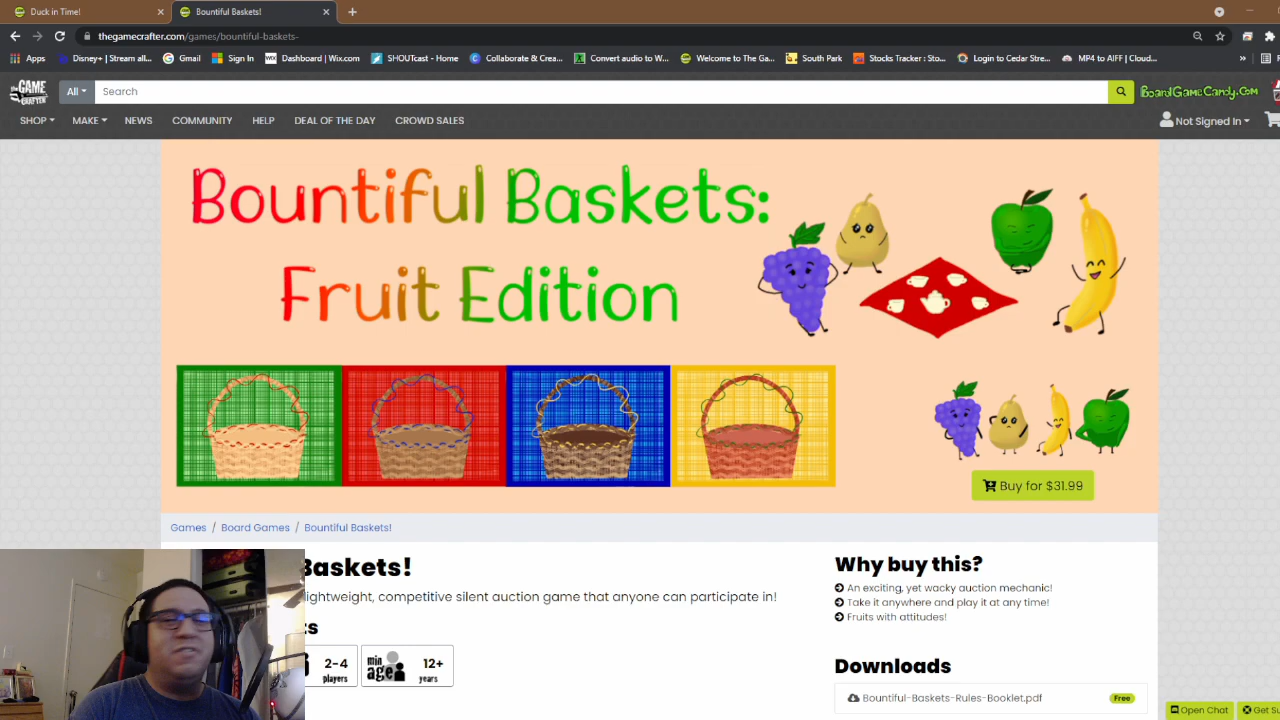 Duck in Time!
Bountiful Baskets!
thegamecrafter.com/games/bountiful-baskets-
Apps
Disney+ | Stream all...
Gmail
Sign In
Dashboard | Wix.com
SHOUTcast - Home
Collaborate & Crea...
Convert audio to W...
Welcome to The Ga...
South Park
Stocks Tracker : Sto...
Login to Cedar Stre...
MP4 to AIFF | Cloud...
the GAME CRAFTER
All
Search
BoardGameCandy.Com
SHOP
MAKE
NEWS
COMMUNITY
HELP
DEAL OF THE DAY
CROWD SALES
Not Signed In
Bountiful Baskets:
Fruit Edition
Buy for $31.99
Games / Board Games / Bountiful Baskets!
Baskets!
lightweight, competitive silent auction game that anyone can participate in!
ts
2-4
players
min age
12+
years
Why buy this?
An exciting, yet wacky auction mechanic!
Take it anywhere and play it at any time!
Fruits with attitudes!
Downloads
Bountiful-Baskets-Rules-Booklet.pdf
Free
Open Chat
Get Su